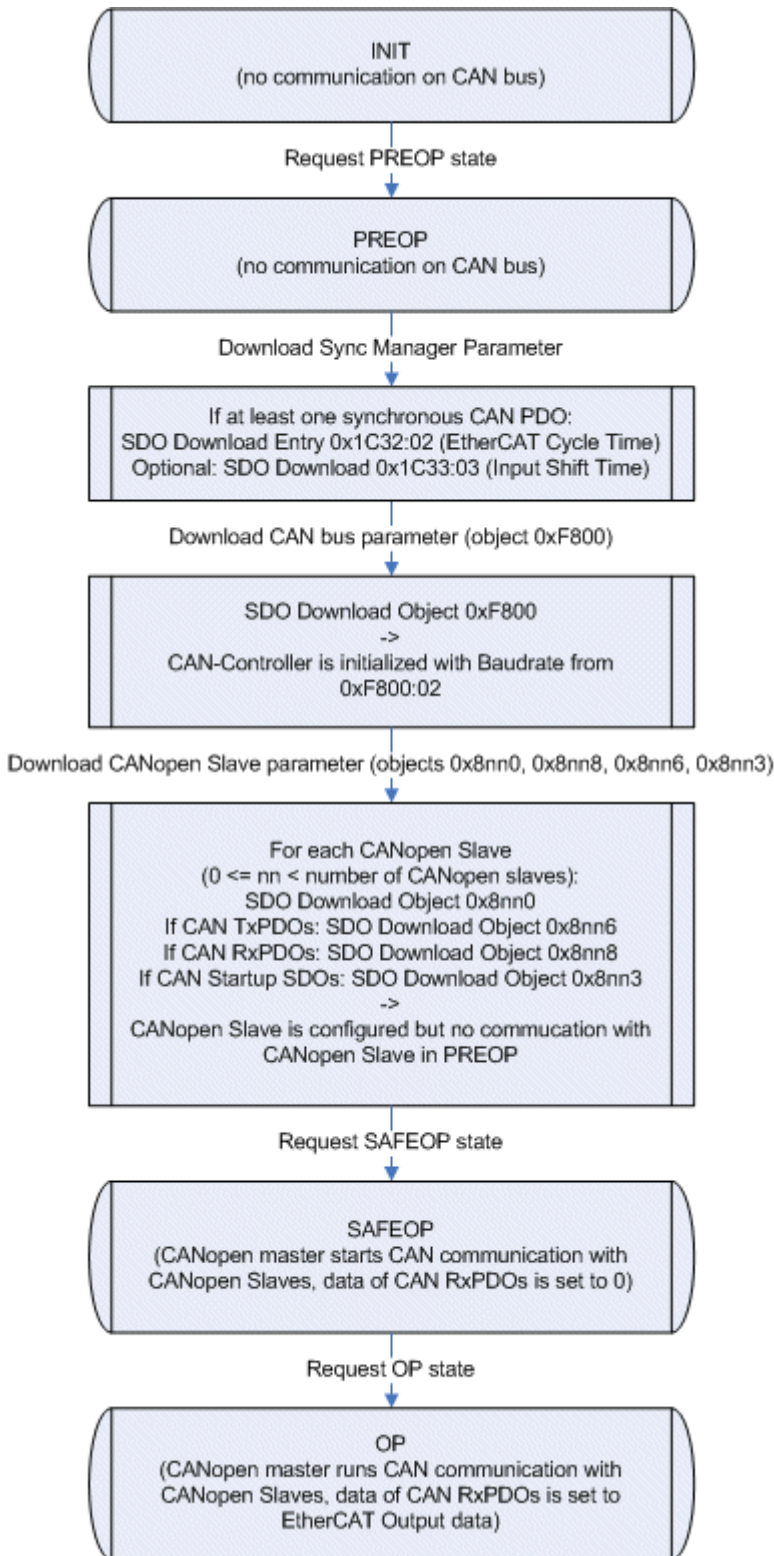 INIT
(no communication on CAN bus)
Request PREOP state
PREOP
(no communication on CAN bus)
Download Sync Manager Parameter
If at least one synchronous CAN PDO:
SDO Download Entry 0x1C32:02 (EtherCAT Cycle Time)
Optional: SDO Download 0x1C33:03 (Input Shift Time)
Download CAN bus parameter (object 0xF800)
SDO Download Object 0xF800
->
CAN-Controller is initialized with Baudrate from
0xF800:02
Download CANopen Slave parameter (objects 0x8nn0, 0x8nn8, 0x8nn6, 0x8nn3)
For each CANopen Slave
(0 <= nn < number of CANopen slaves):
SDO Download Object 0x8nn0
If CAN TxPDOs: SDO Download Object 0x8nn6
If CAN RxPDOs: SDO Download Object 0x8nn8
If CAN Startup SDOs: SDO Download Object 0x8nn3
->
CANopen Slave is configured but no commucation with
CANopen Slave in PREOP
Request SAFEOP state
SAFEOP
(CANopen master starts CAN communication with
CANopen Slaves, data of CAN RxPDOs is set to 0)
Request OP state
OP
(CANopen master runs CAN communication with
CANopen Slaves, data of CAN RxPDOs is set to
EtherCAT Output data)